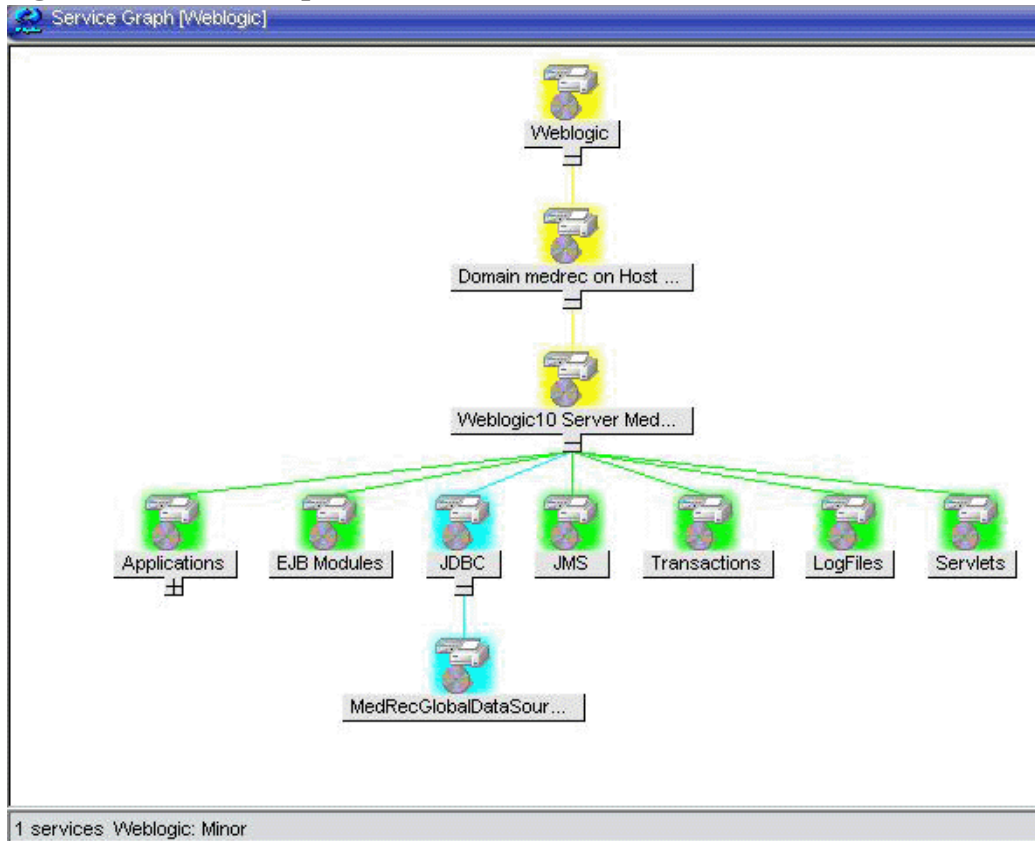 Service Graph [Weblogic]
Weblogic
Domain medrec on Host ...
Weblogic10 Server Med...
Applications
EJB Modules
JDBC
JMS
Transactions
LogFiles
Servlets
MedRecGlobalDataSour...
1 services Weblogic: Minor